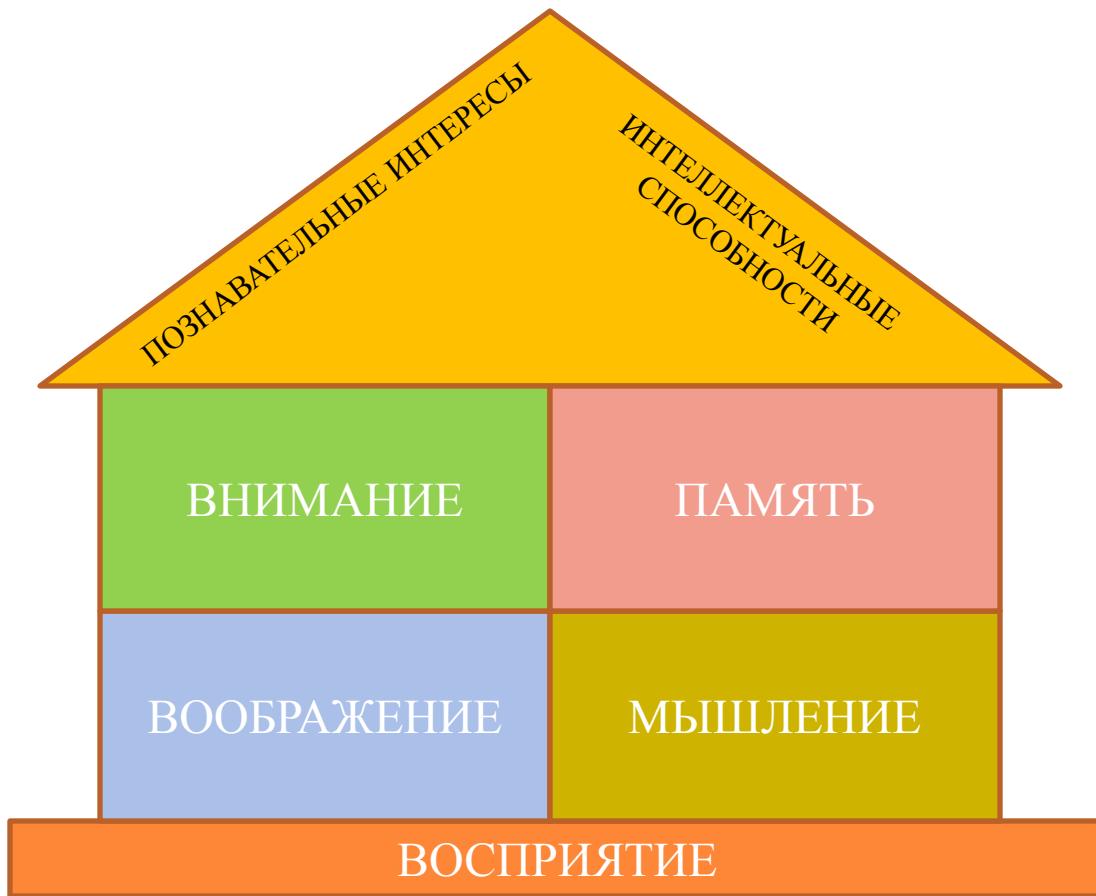 ПОЗНАВАТЕЛЬНЫЕ ИНТЕРЕСЫ
ИНТЕЛЛЕКТУАЛЬНЫЕ
СПОСОБНОСТИ
ВНИМАНИЕ
ПАМЯТЬ
ВООБРАЖЕНИЕ
МЫШЛЕНИЕ
ВОСПРИЯТИЕ